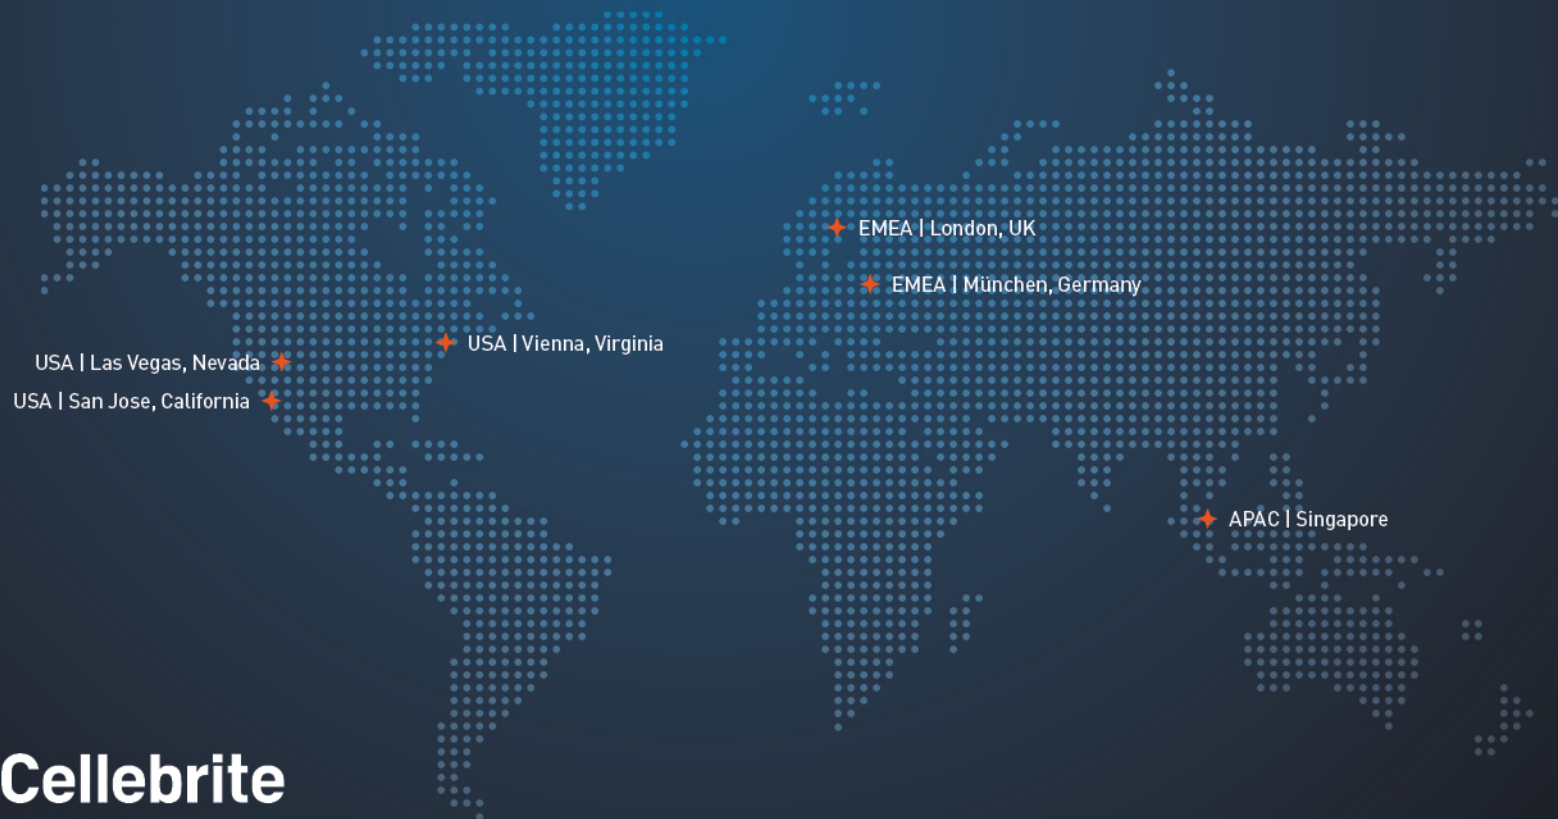 EMEA | London, UK
EMEA | München, Germany
USA | Vienna, Virginia
USA | Las Vegas, Nevada
USA | San Jose, California
APAC | Singapore
Cellebrite